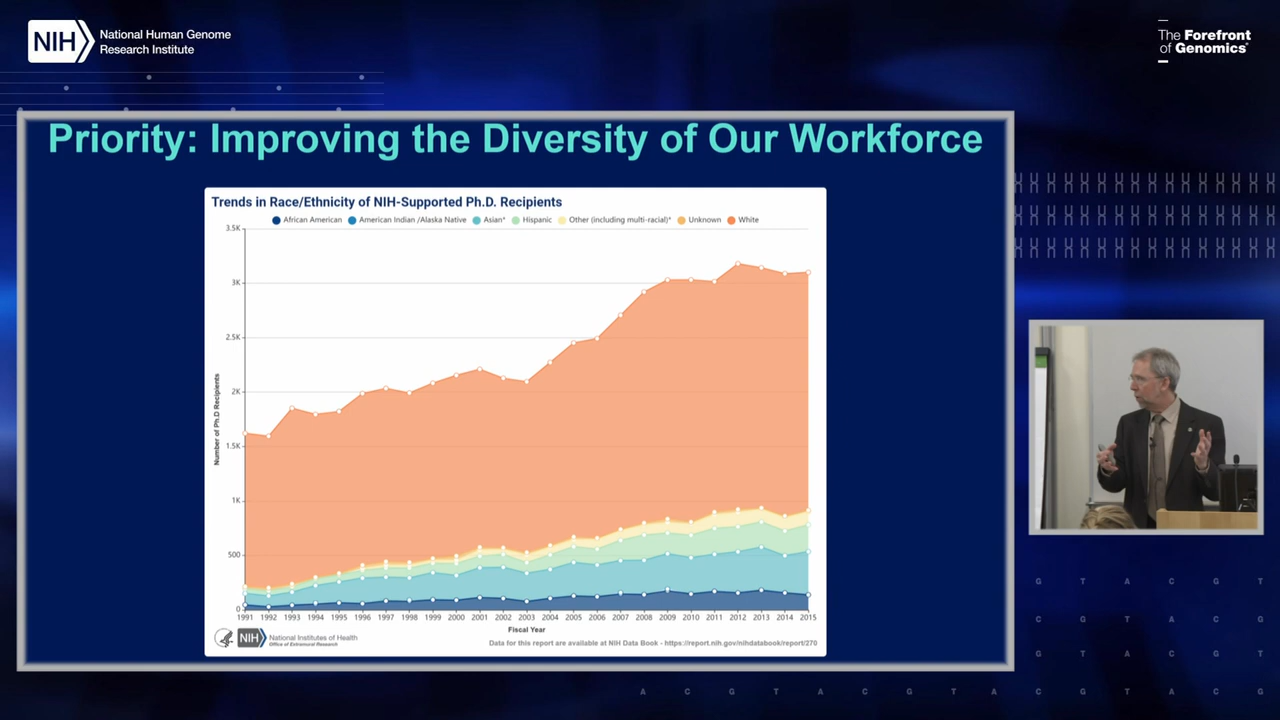 NIH
National Human Genome
Research Institute
The Forefront
of Genomics®
Priority: Improving the Diversity of Our Workforce
Trends in Race/Ethnicity of NIH-Supported Ph.D. Recipients
African American
American Indian /Alaska Native
Asian*
Hispanic
Other (including multi-racial)*
Unknown
White
Number of Ph.D Recipients
3.5K
3K
2.5K
2K
1.5K
1K
500
0
1991 1992 1993 1994 1995 1996 1997 1998 1999 2000 2001 2002 2003 2004 2005 2006 2007 2008 2009 2010 2011 2012 2013 2014 2015
Fiscal Year
NIH
National Institutes of Health
Office of Extramural Research
Data for this report are available at NIH Data Book - https://report.nih.gov/nihdatabook/report/270
G T A C G T
C G T A C G
G T A C G T
A C G T A C G T A C G T A C G